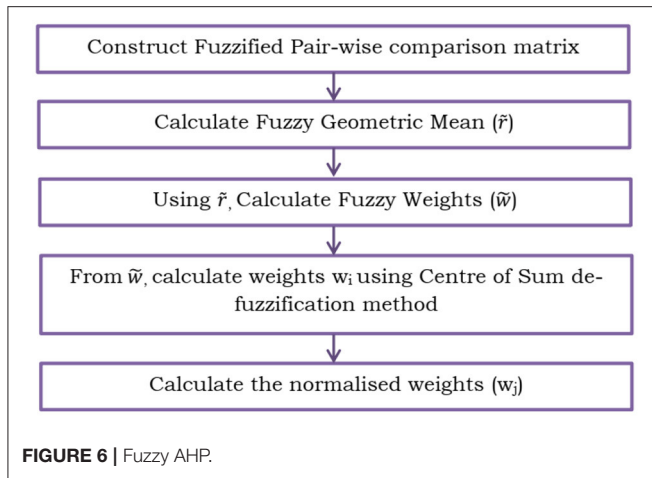 Construct Fuzzified Pair-wise comparison matrix
Calculate Fuzzy Geometric Mean (r̃)
Using r̃, Calculate Fuzzy Weights (w̃)
From w̃, calculate weights wᵢ using Centre of Sum de-
fuzzification method
Calculate the normalised weights (wⱼ)
FIGURE 6 | Fuzzy AHP.